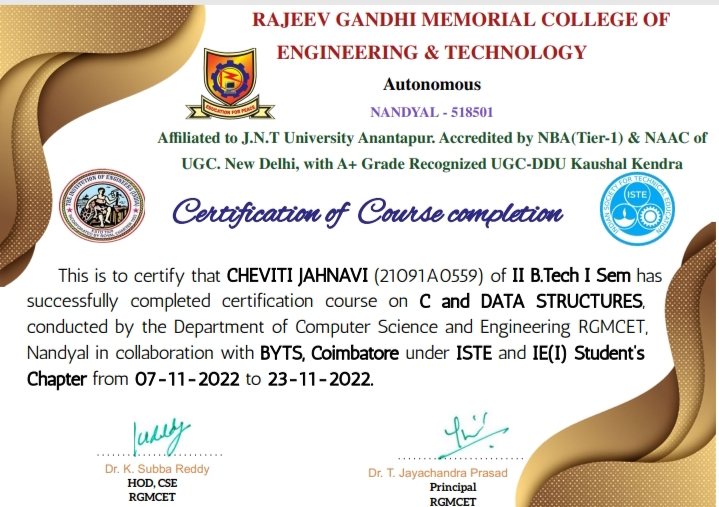 RAJEEV GANDHI MEMORIAL COLLEGE OF
ENGINEERING & TECHNOLOGY
Autonomous
NANDYAL - 518501
EDUCATION FOR PEACE
Affiliated to J.N.T University Anantapur. Accredited by NBA(Tier-1) & NAAC of
UGC. New Delhi, with A+ Grade Recognized UGC-DDU Kaushal Kendra
THE INSTITUTION OF ENGINEERS (INDIA)
Certification of Course completion
INDIAN SOCIETY FOR TECHNICAL EDUCATION
ISTE
This is to certify that CHEVITI JAHNAVI (21091A0559) of II B.Tech I Sem has
successfully completed certification course on C and DATA STRUCTURES,
conducted by the Department of Computer Science and Engineering RGMCET,
Nandyal in collaboration with BYTS, Coimbatore under ISTE and IE(I) Student's
Chapter from 07-11-2022 to 23-11-2022.
Dr. K. Subba Reddy
HOD, CSE
RGMCET
Dr. T. Jayachandra Prasad
Principal
RGMCET